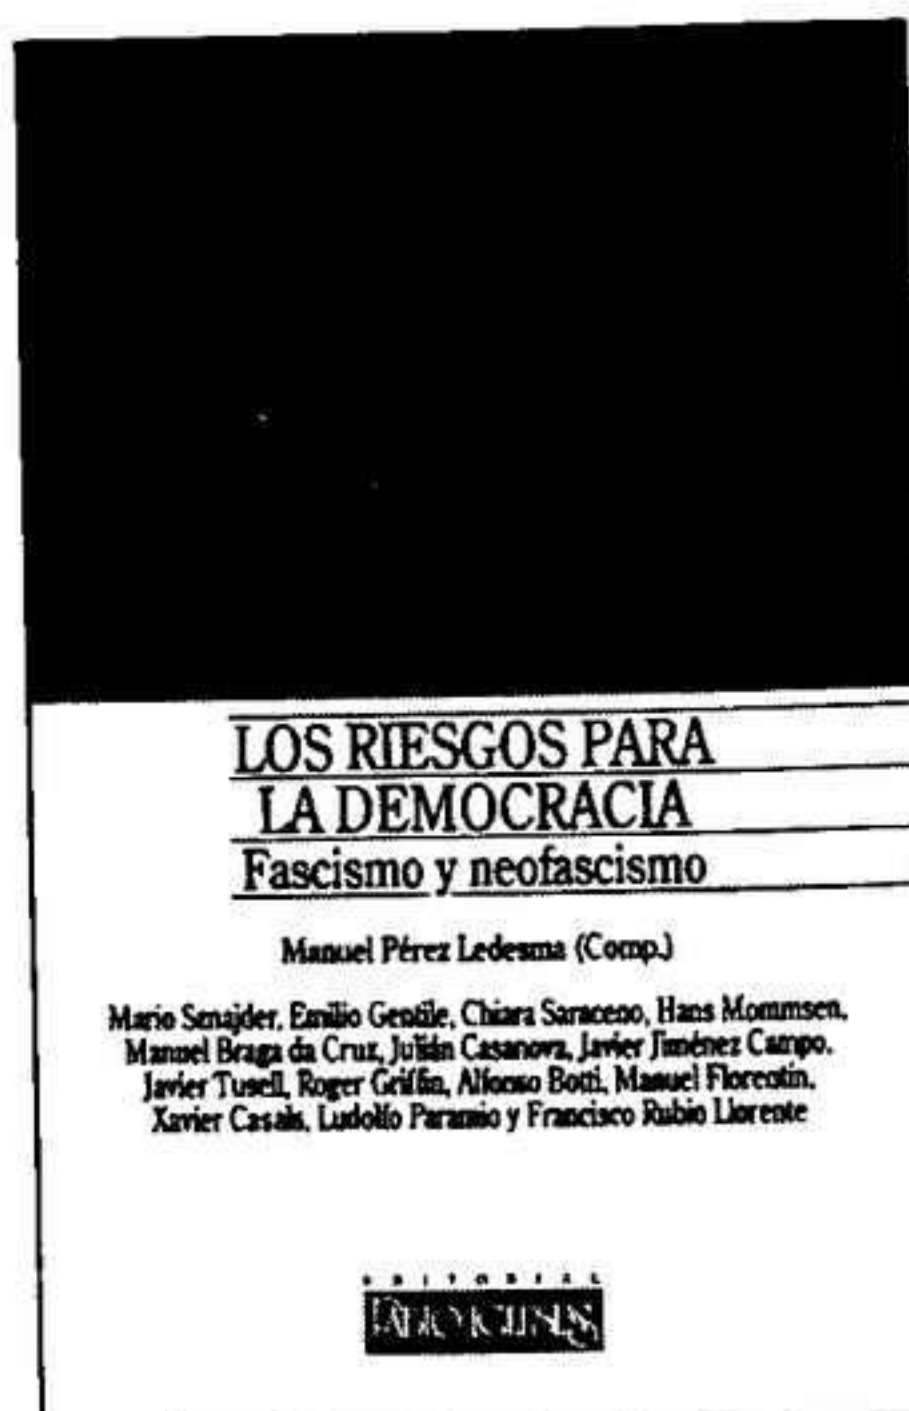 LOS RIESGOS PARA
LA DEMOCRACIA
Fascismo y neofascismo
Manuel Pérez Ledesma (Comp.)
Mario Sznajder, Emilio Gentile, Chiara Saraceno, Hans Mommsen,
Manuel Braga da Cruz, Julián Casanova, Javier Jiménez Campo,
Javier Tusell, Roger Griffin, Alfonso Botti, Manuel Florentín,
Xavier Casals, Ludolfo Paramio y Francisco Rubio Llorente
EDITORIAL
PABLO IGLESIAS